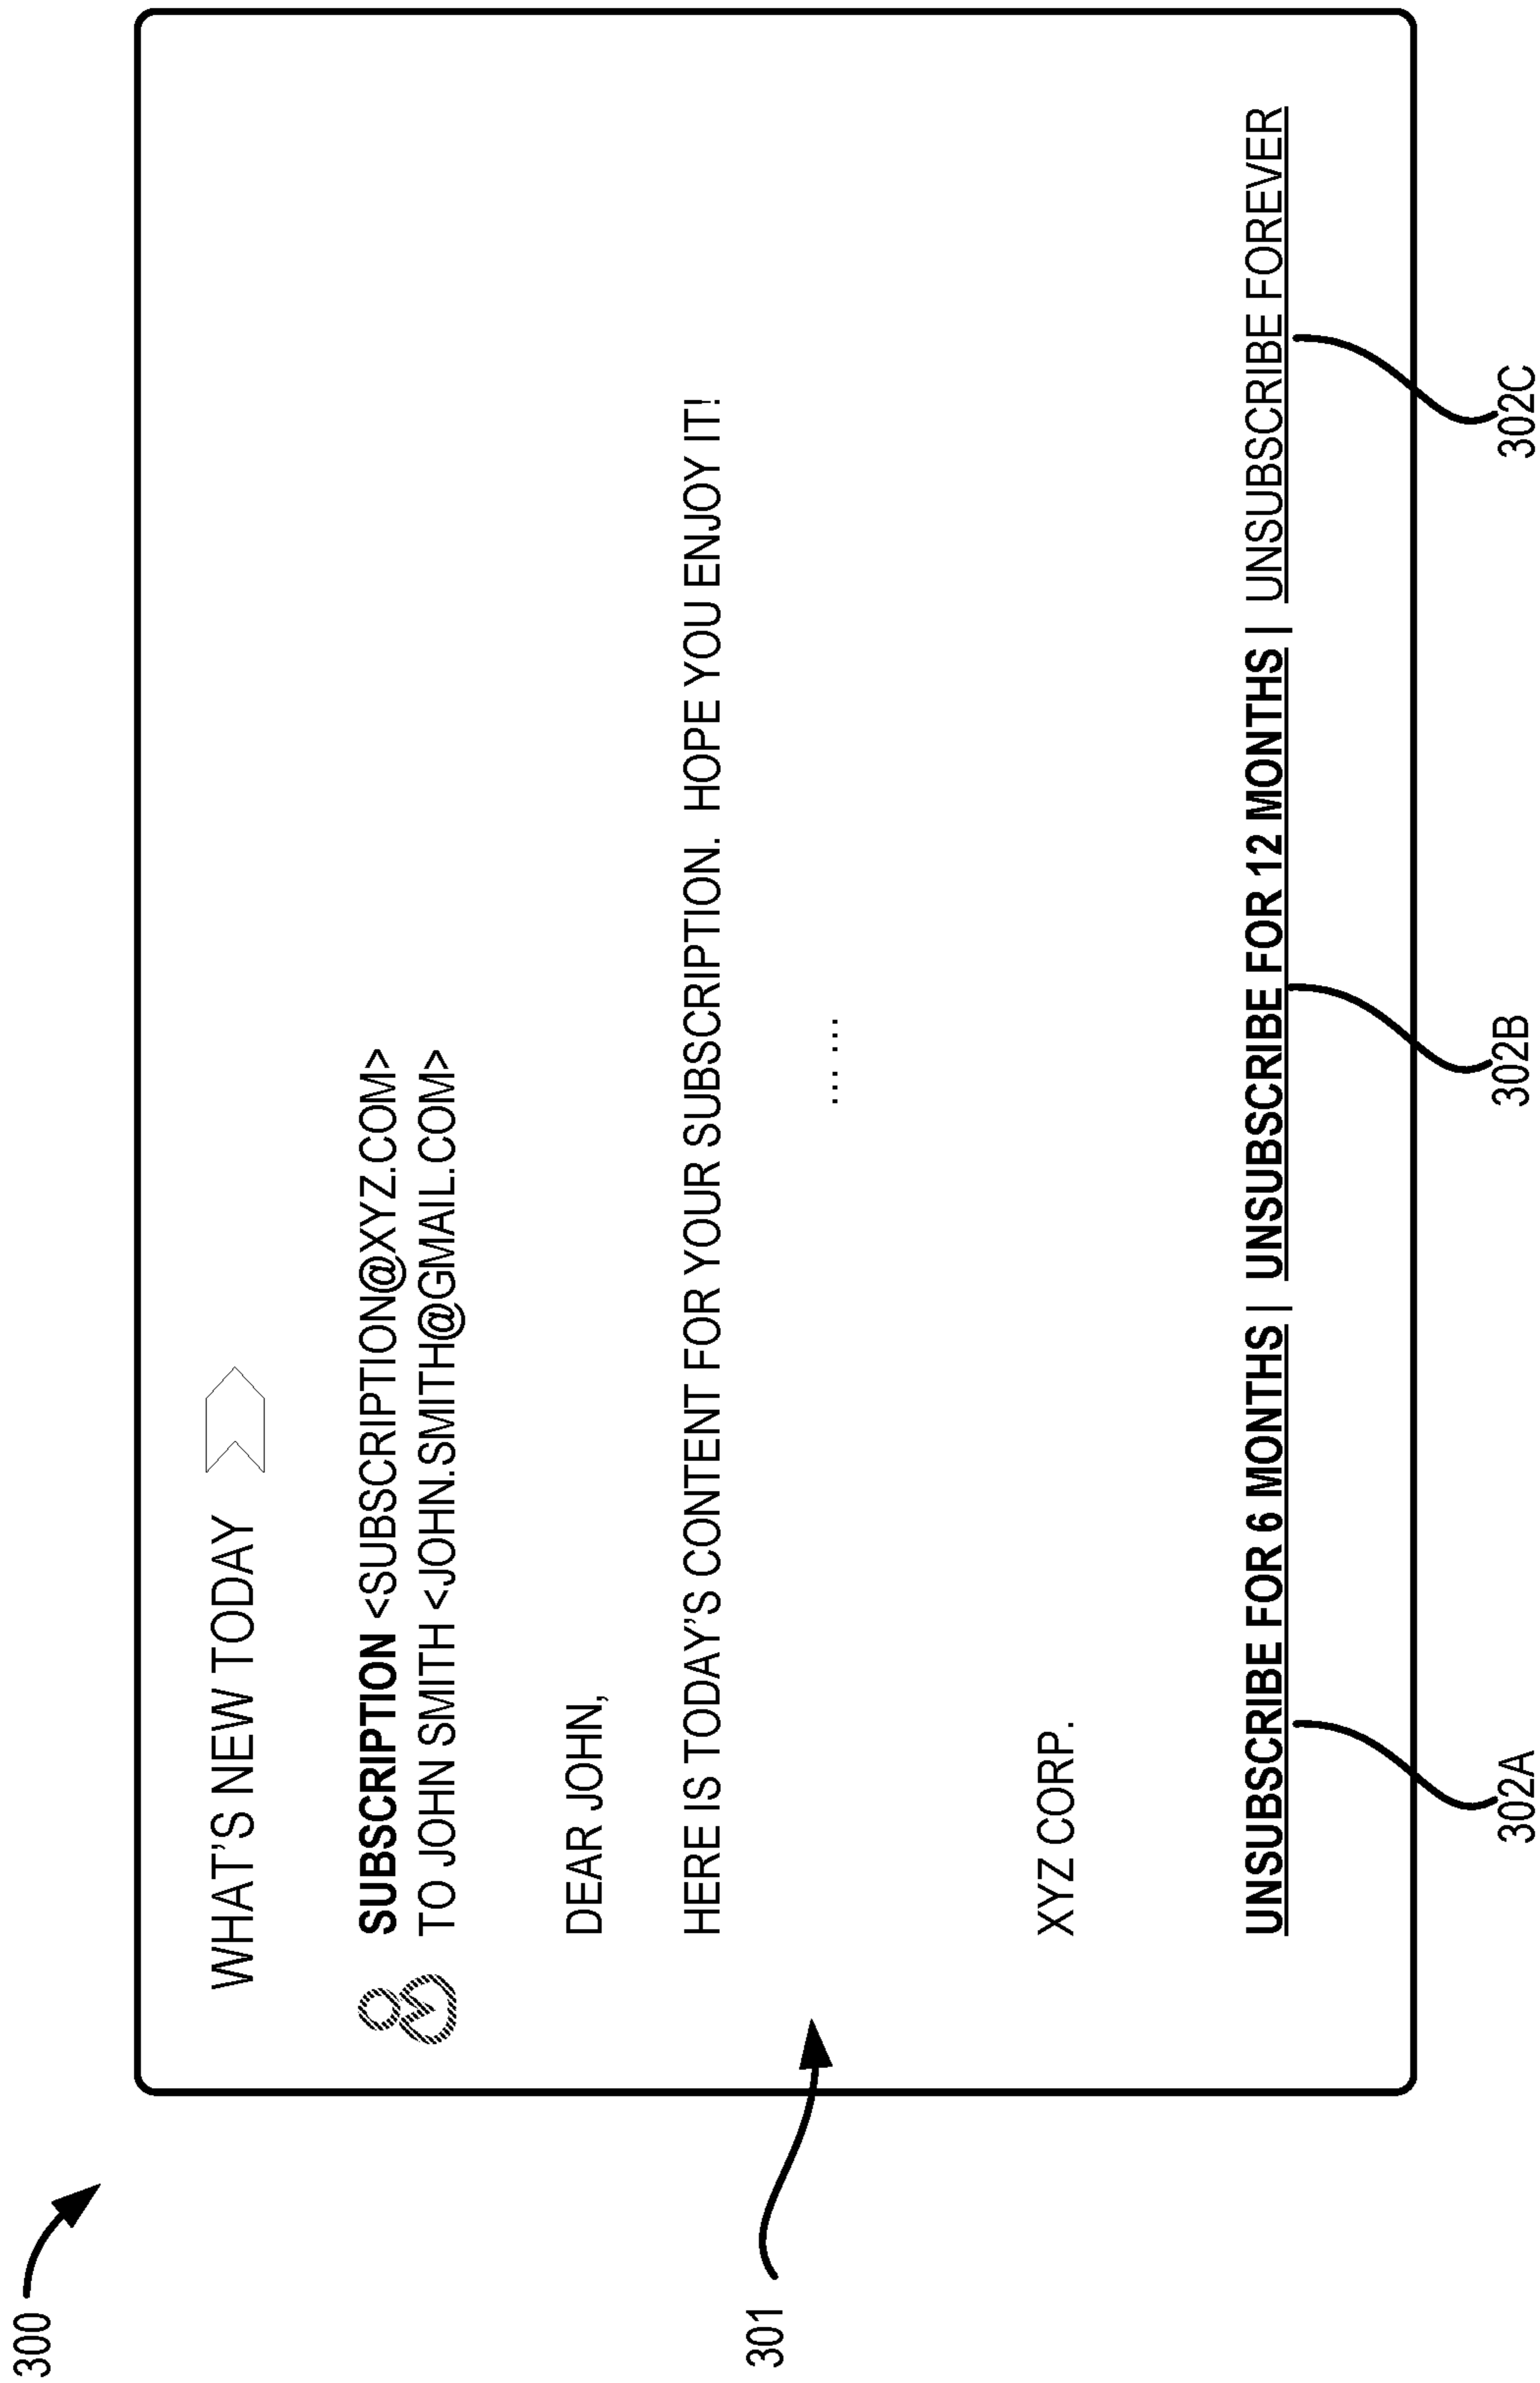 300
WHAT'S NEW TODAY
SUBSCRIPTION <SUBSCRIPTION@XYZ.COM>
TO JOHN SMITH <JOHN.SMITH@GMAIL.COM>
DEAR JOHN,
HERE IS TODAY'S CONTENT FOR YOUR SUBSCRIPTION. HOPE YOU ENJOY IT!
301
... ...
XYZ CORP.
UNSUBSCRIBE FOR 6 MONTHS | UNSUBSCRIBE FOR 12 MONTHS | UNSUBSCRIBE FOREVER
302A 302B 302C